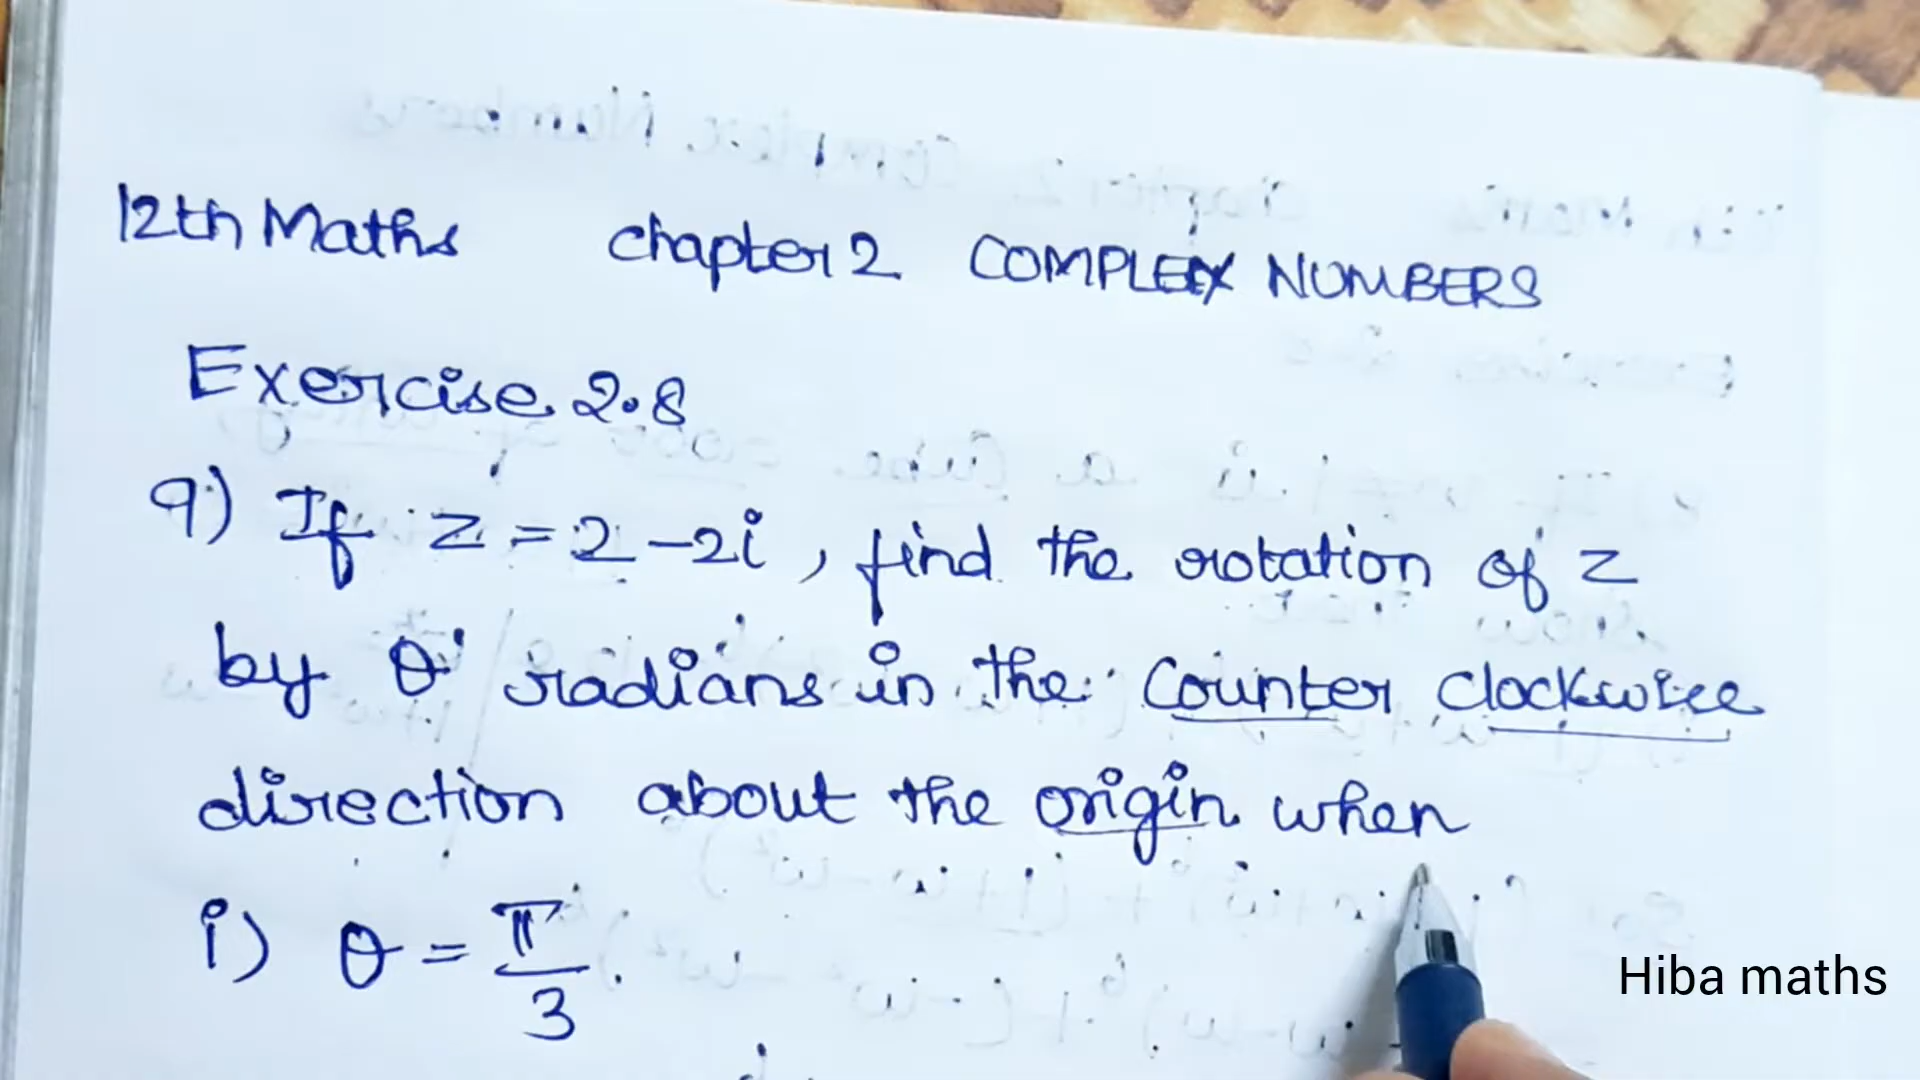 12th Maths chapter 2 COMPLEX NUMBERS
Exercise 2.8
9) If z = 2 - 2i, find the rotation of z
by θ radians in the counter clockwise
direction about the origin when
i) θ = π/3.
Hiba maths